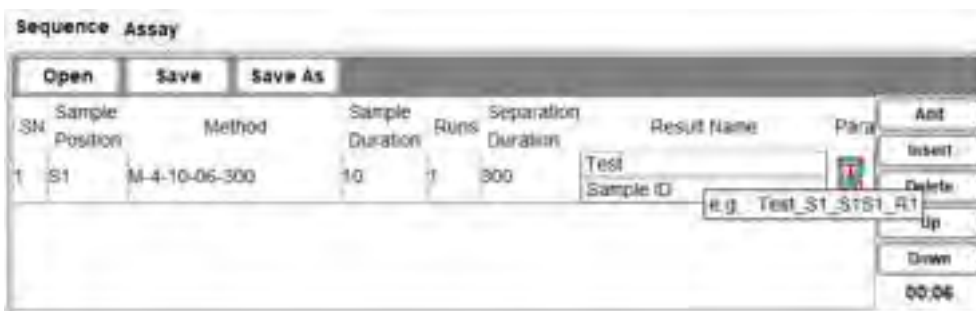 Sequence Assay
Open Save Save As
SN Sample Position Method Sample Duration Runs Separation Duration Result Name Para
Add
Insert
1 S1 M-4-10-06-300 10 1 300 Test
Sample ID
Delete
e.g. Test_S1_S1S1_R1
Up
Down
00:06